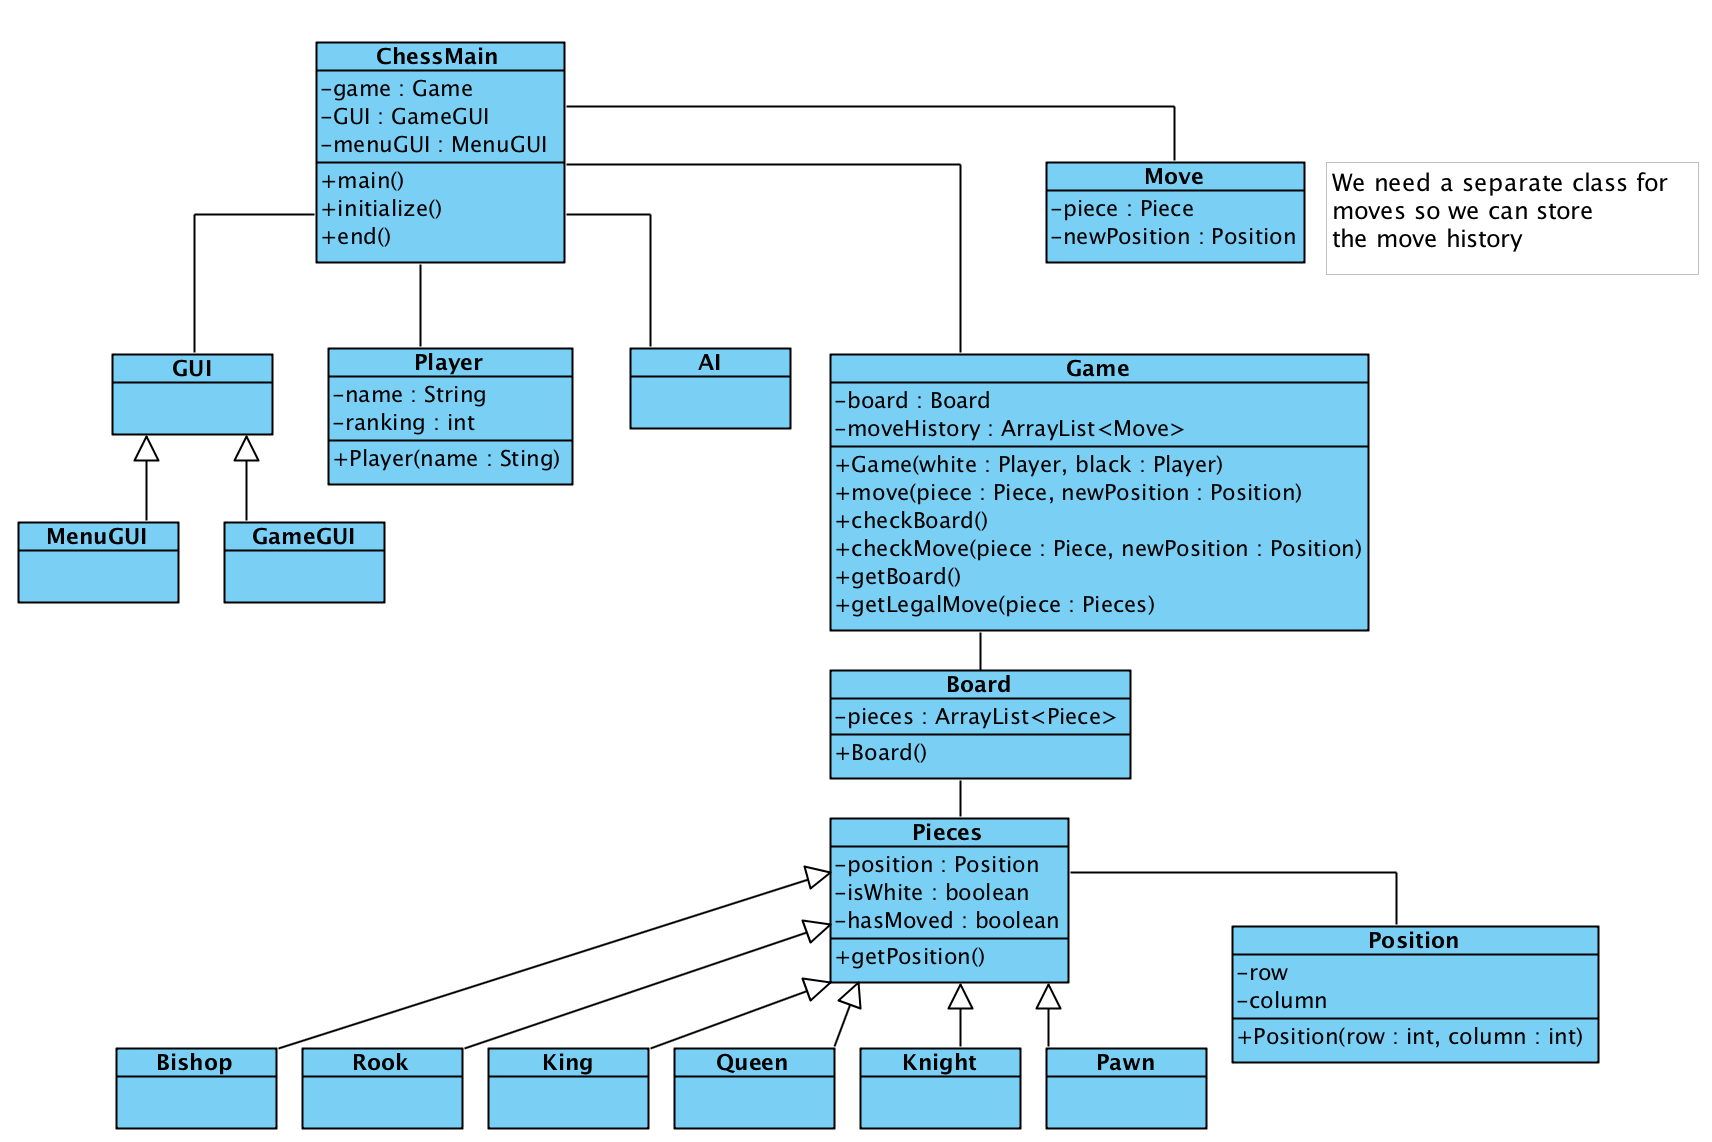 ChessMain
-game : Game
-GUI : GameGUI
-menuGUI : MenuGUI
+main()
+initialize()
+end()
Move
-piece : Piece
-newPosition : Position
We need a separate class for
moves so we can store
the move history
GUI
Player
-name : String
-ranking : int
+Player(name : Sting)
AI
Game
-board : Board
-moveHistory : ArrayList<Move>
+Game(white : Player, black : Player)
+move(piece : Piece, newPosition : Position)
+checkBoard()
+checkMove(piece : Piece, newPosition : Position)
+getBoard()
+getLegalMove(piece : Pieces)
MenuGUI
GameGUI
Board
-pieces : ArrayList<Piece>
+Board()
Pieces
-position : Position
-isWhite : boolean
-hasMoved : boolean
+getPosition()
Position
-row
-column
+Position(row : int, column : int)
Bishop
Rook
King
Queen
Knight
Pawn